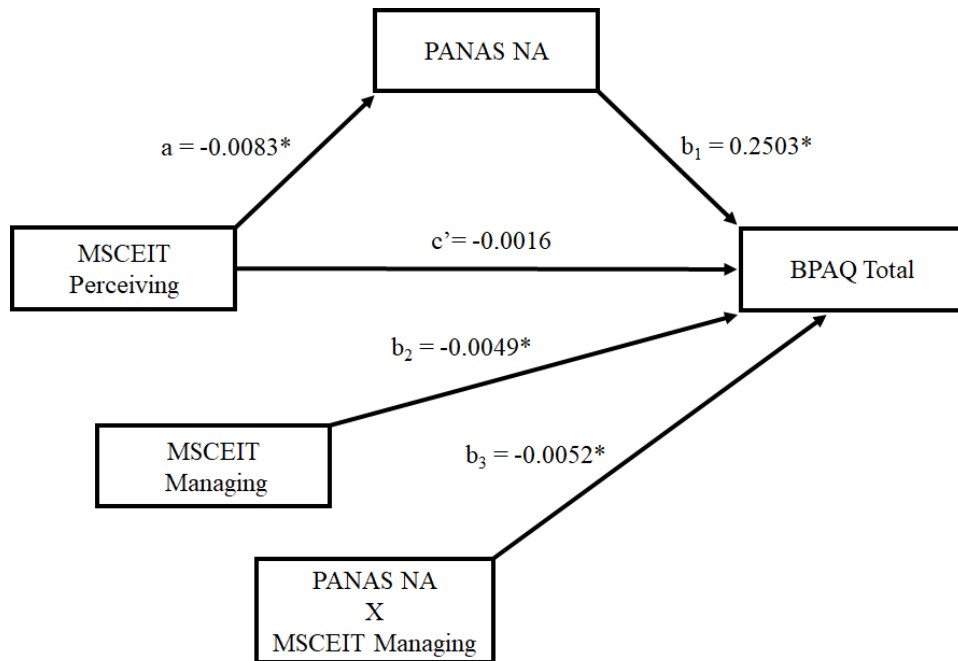 PANAS NA
a = -0.0083*
b₁ = 0.2503*
MSCEIT
Perceiving
c’= -0.0016
BPAQ Total
b₂ = -0.0049*
MSCEIT
Managing
b₃ = -0.0052*
PANAS NA
X
MSCEIT Managing